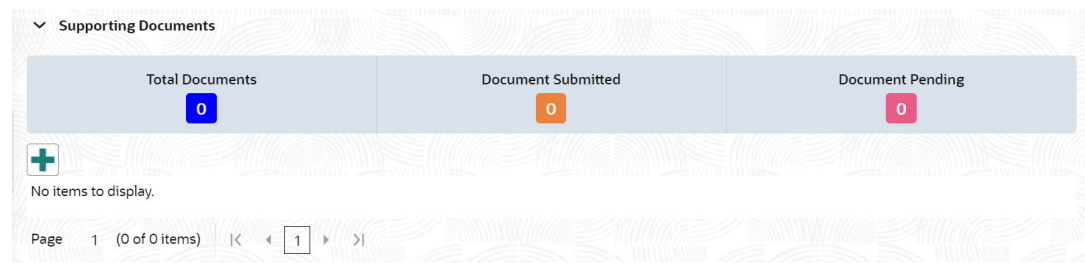 Supporting Documents
Total Documents Document Submitted Document Pending
0 0 0
No items to display.
Page 1 (0 of 0 items) 1